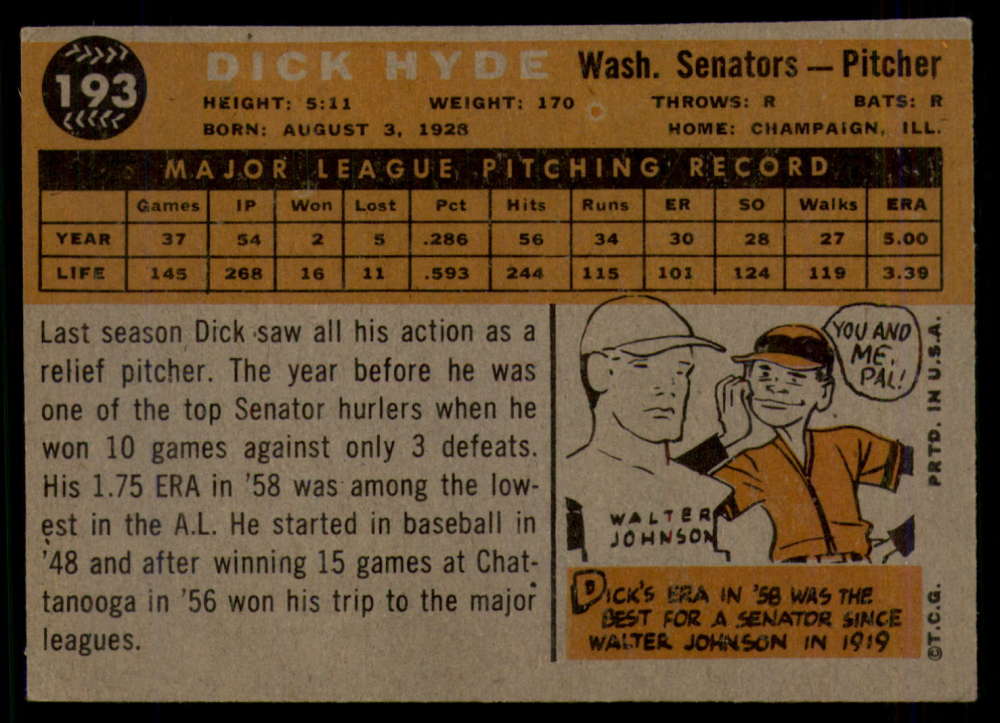 193
DICK HYDE Wash. Senators — Pitcher
HEIGHT: 5:11 WEIGHT: 170 THROWS: R BATS: R
BORN: AUGUST 3, 1928 HOME: CHAMPAIGN, ILL.
MAJOR LEAGUE PITCHING RECORD
Games IP Won Lost Pct Hits Runs ER SO Walks ERA
YEAR 37 54 2 5 .286 56 34 30 28 27 5.00
LIFE 145 268 16 11 .593 244 115 101 124 119 3.39
Last season Dick saw all his action as a
relief pitcher. The year before he was
one of the top Senator hurlers when he
won 10 games against only 3 defeats.
His 1.75 ERA in '58 was among the low-
est in the A.L. He started in baseball in
'48 and after winning 15 games at Chat-
tanooga in '56 won his trip to the major
leagues.
YOU AND
ME,
PAL!
WALTER
JOHNSON
DICK'S ERA IN '58 WAS THE
BEST FOR A SENATOR SINCE
WALTER JOHNSON IN 1919
©T.C.G. PRTD. IN U.S.A.